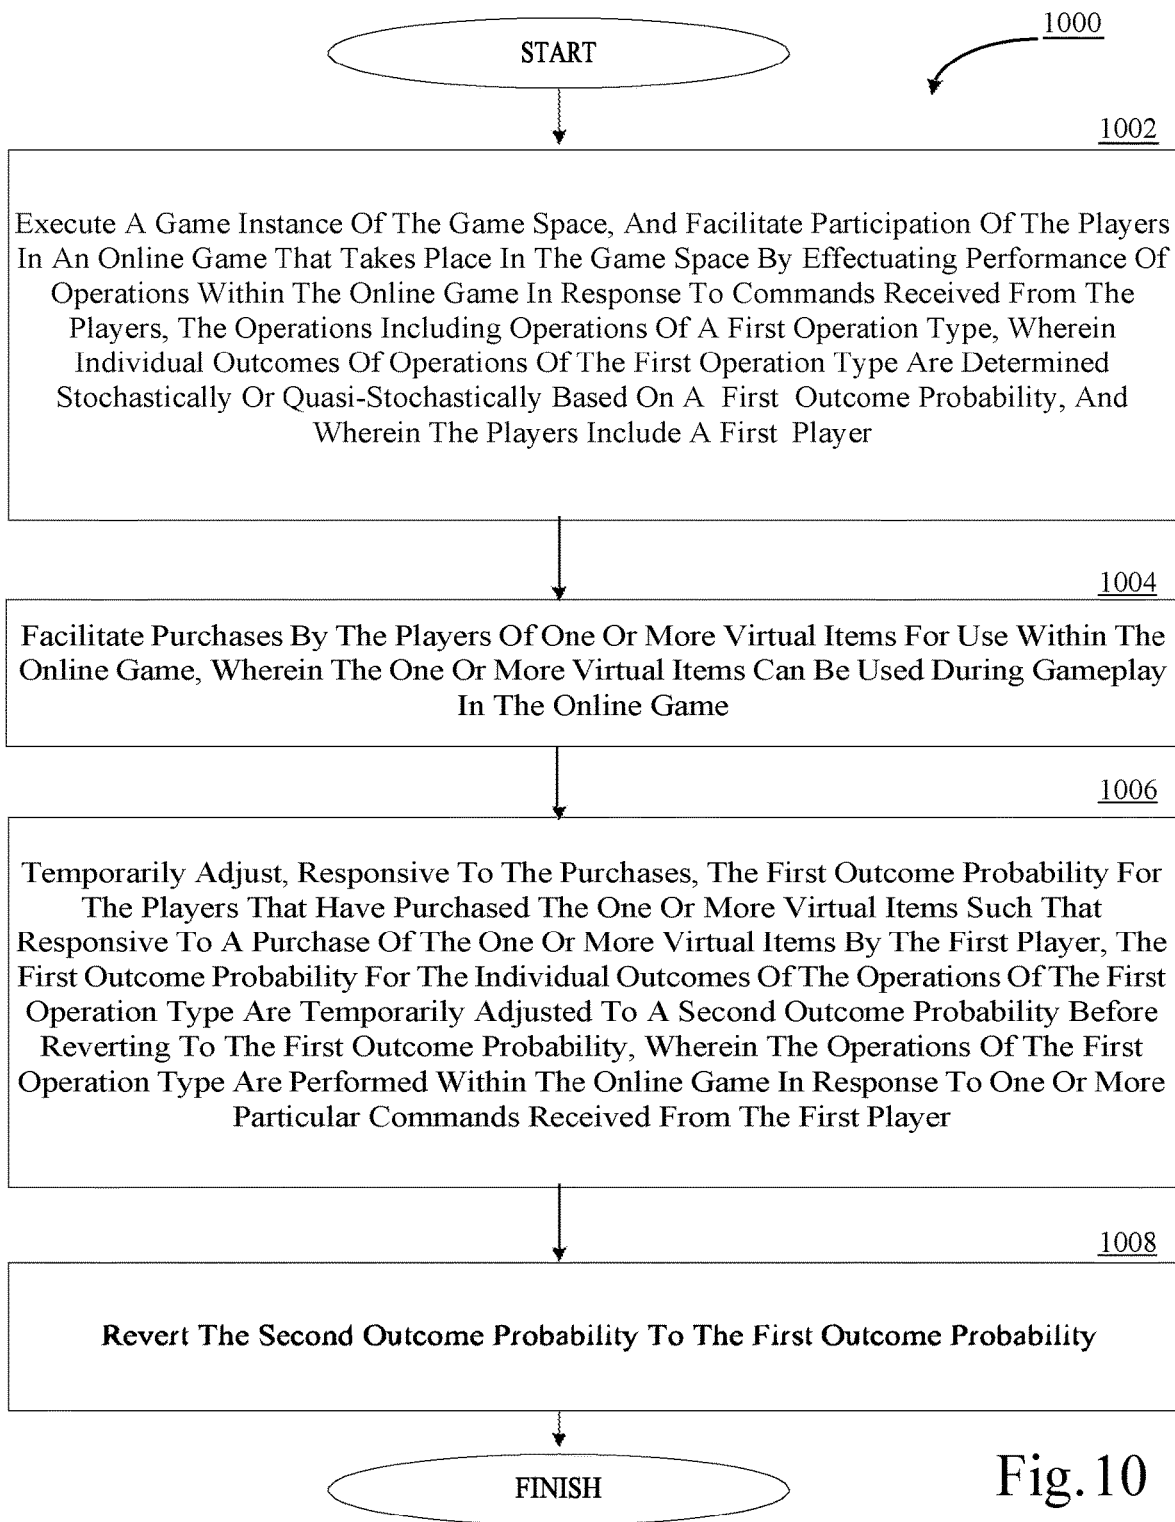 START
1000
1002
Execute A Game Instance Of The Game Space, And Facilitate Participation Of The Players
In An Online Game That Takes Place In The Game Space By Effectuating Performance Of
Operations Within The Online Game In Response To Commands Received From The
Players, The Operations Including Operations Of A First Operation Type, Wherein
Individual Outcomes Of Operations Of The First Operation Type Are Determined
Stochastically Or Quasi-Stochastically Based On A First Outcome Probability, And
Wherein The Players Include A First Player
1004
Facilitate Purchases By The Players Of One Or More Virtual Items For Use Within The
Online Game, Wherein The One Or More Virtual Items Can Be Used During Gameplay
In The Online Game
1006
Temporarily Adjust, Responsive To The Purchases, The First Outcome Probability For
The Players That Have Purchased The One Or More Virtual Items Such That
Responsive To A Purchase Of The One Or More Virtual Items By The First Player, The
First Outcome Probability For The Individual Outcomes Of The Operations Of The First
Operation Type Are Temporarily Adjusted To A Second Outcome Probability Before
Reverting To The First Outcome Probability, Wherein The Operations Of The First
Operation Type Are Performed Within The Online Game In Response To One Or More
Particular Commands Received From The First Player
1008
Revert The Second Outcome Probability To The First Outcome Probability
FINISH
Fig. 10